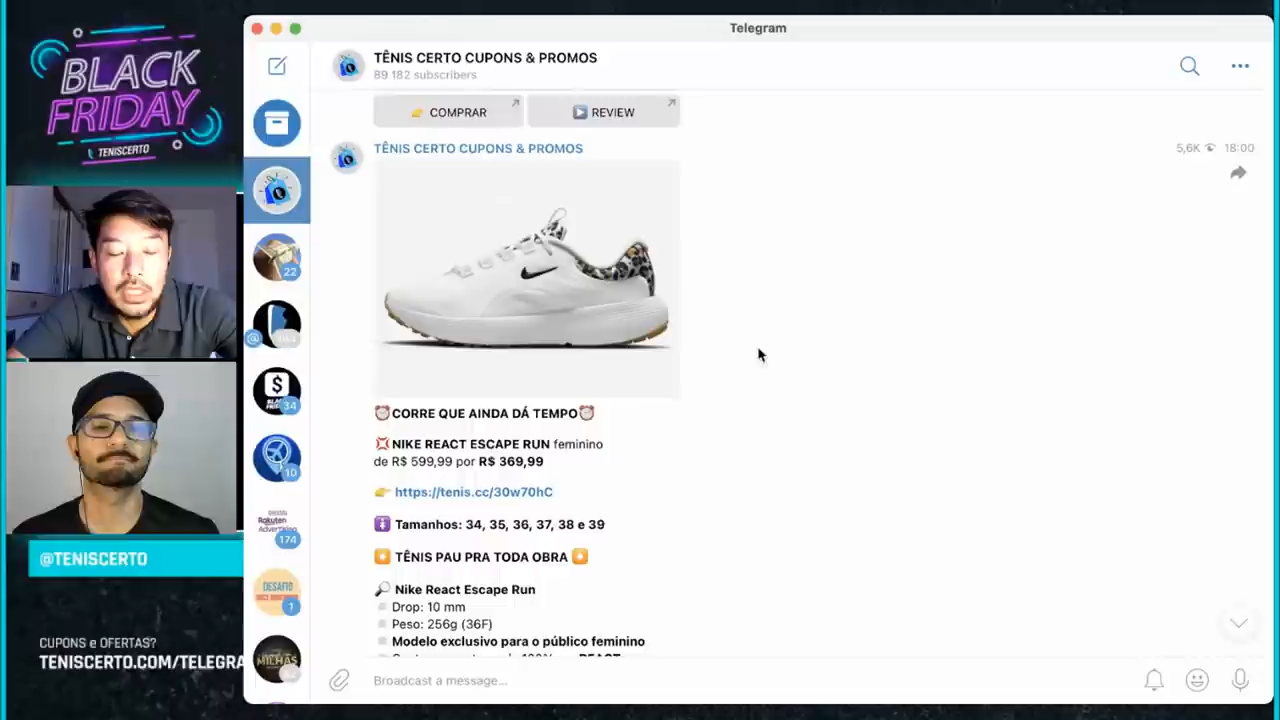 BLACK
FRIDAY
TENISCERTO
@TENISCERTO
CUPONS e OFERTAS?
TENISCERTO.COM/TELEGRA
Telegram
TÊNIS CERTO CUPONS & PROMOS
89 182 subscribers
👉 COMPRAR
▶️ REVIEW
TÊNIS CERTO CUPONS & PROMOS
5,6K 18:00
⏰CORRE QUE AINDA DÁ TEMPO⏰
💢NIKE REACT ESCAPE RUN feminino
de R$ 599,99 por R$ 369,99
👉 https://tenis.cc/30w70hC
↕️ Tamanhos: 34, 35, 36, 37, 38 e 39
TÊNIS PAU PRA TODA OBRA
🔎 Nike React Escape Run
Drop: 10 mm
Peso: 256g (36F)
Modelo exclusivo para o público feminino
Broadcast a message...
22
34
10
Rakuten
Advertising
174
DESAFIO
1
MILHAS